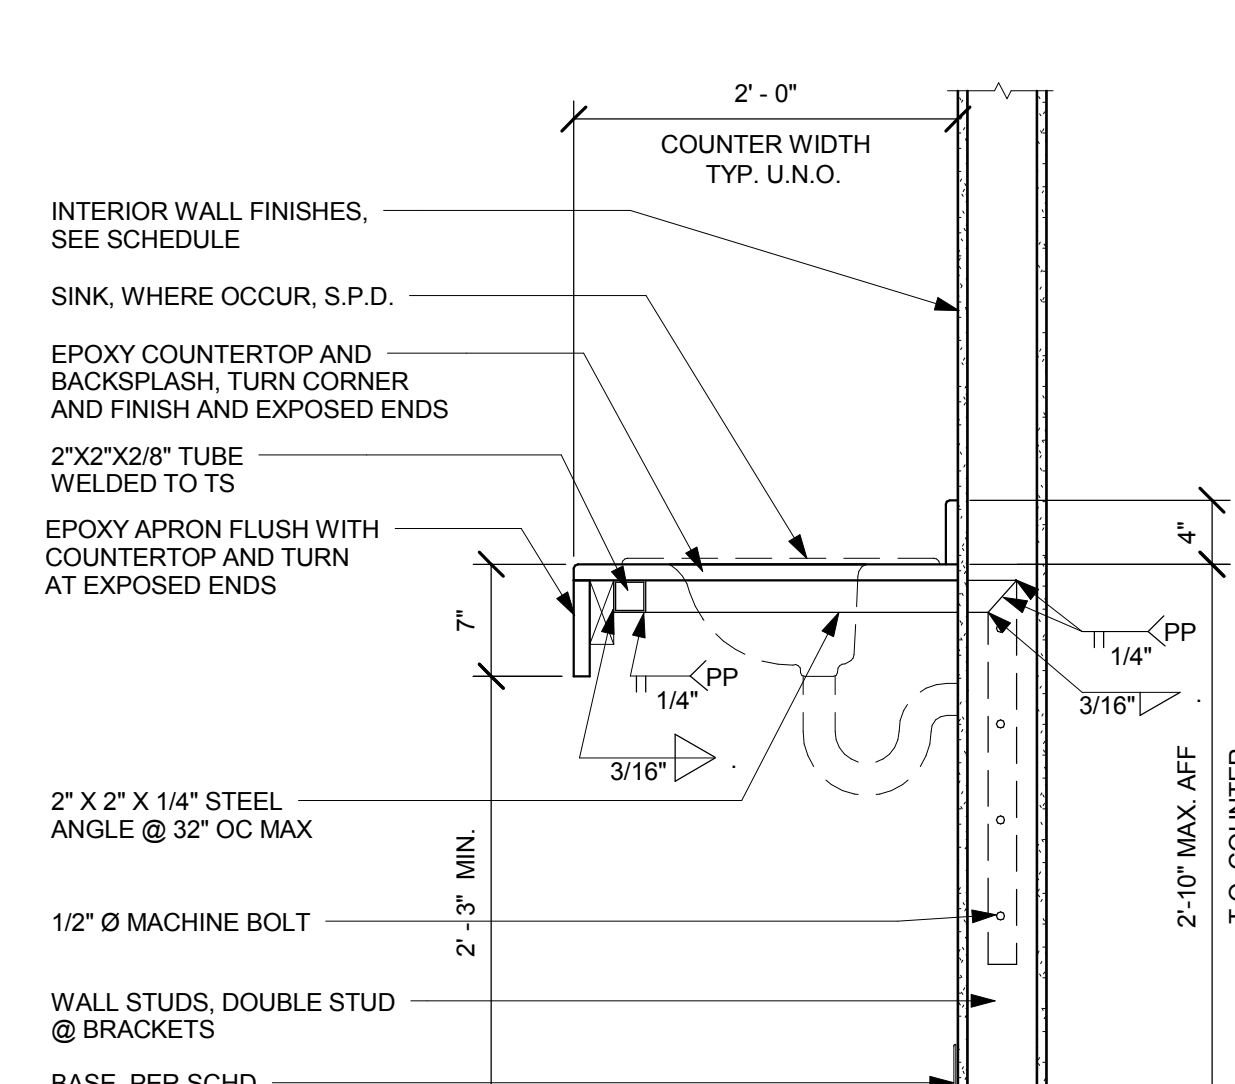 2' - 0"
COUNTER WIDTH
TYP. U.N.O.
INTERIOR WALL FINISHES,
SEE SCHEDULE
SINK, WHERE OCCUR, S.P.D.
EPOXY COUNTERTOP AND
BACKSPLASH, TURN CORNER
AND FINISH AND EXPOSED ENDS
2"X2"X2/8" TUBE
WELDED TO TS
EPOXY APRON FLUSH WITH
COUNTERTOP AND TURN
AT EXPOSED ENDS
4"
7"
PP
1/4"
PP
1/4"
3/16"
3/16"
2" X 2" X 1/4" STEEL
ANGLE @ 32" OC MAX
2' - 3" MIN.
2'-10" MAX. AFF
T.O. COUNTER
1/2" Ø MACHINE BOLT
WALL STUDS, DOUBLE STUD
@ BRACKETS
BASE, PER SCHD